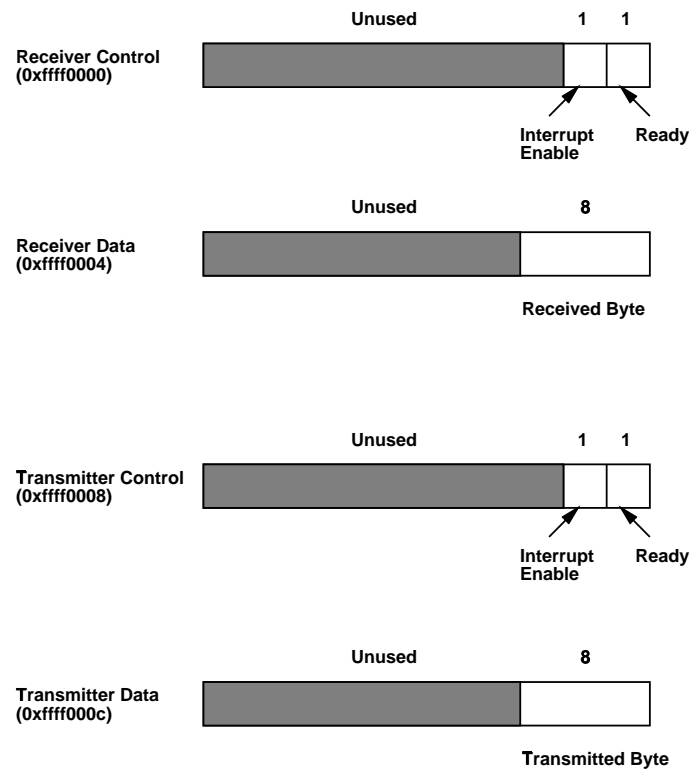 Unused 1 1
Receiver Control
(0xffff0000)
Interrupt
Enable
Ready
Unused 8
Receiver Data
(0xffff0004)
Received Byte
Unused 1 1
Transmitter Control
(0xffff0008)
Interrupt
Enable
Ready
Unused 8
Transmitter Data
(0xffff000c)
Transmitted Byte